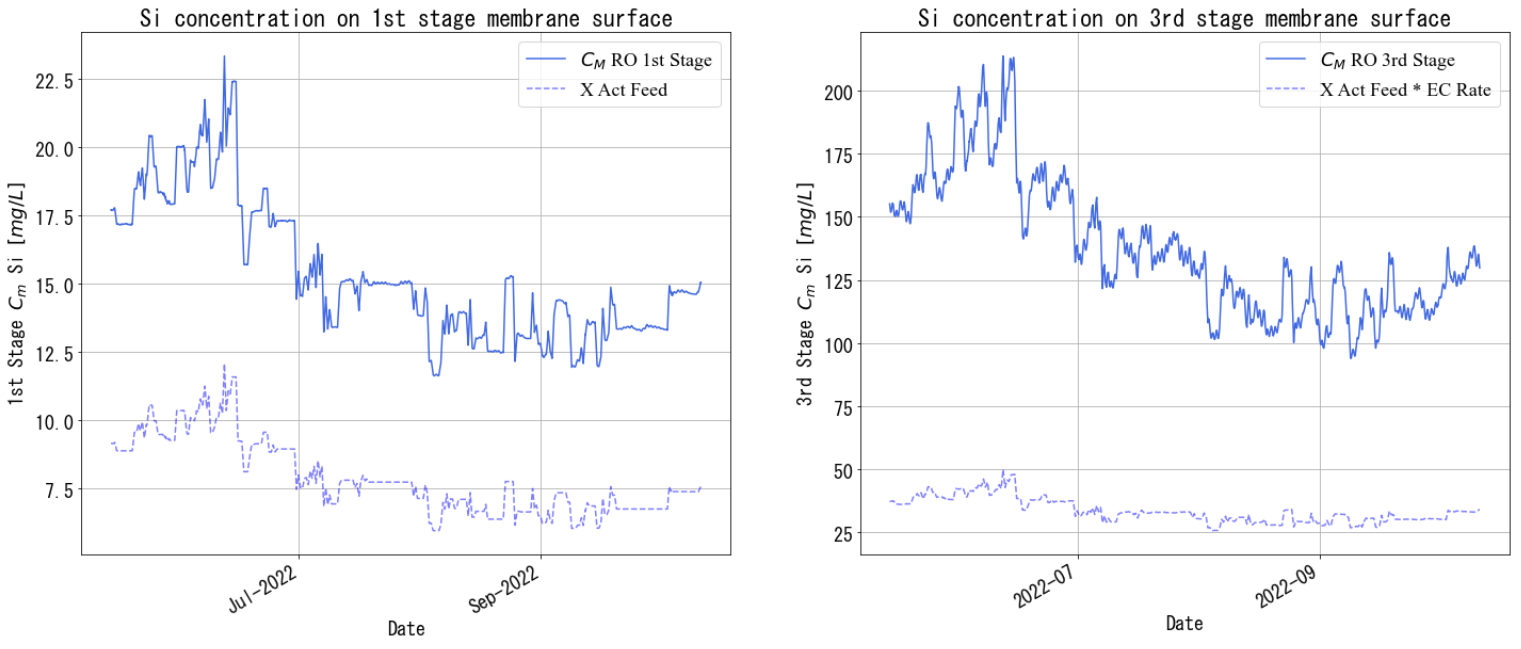 Si concentration on 1st stage membrane surface
C_M RO 1st Stage
X Act Feed
1st Stage C_m Si [mg/L]
22.5
20.0
17.5
15.0
12.5
10.0
7.5
Jul-2022
Sep-2022
Date
Si concentration on 3rd stage membrane surface
C_M RO 3rd Stage
X Act Feed * EC Rate
3rd Stage C_m Si [mg/L]
200
175
150
125
100
75
50
25
2022-07
2022-09
Date